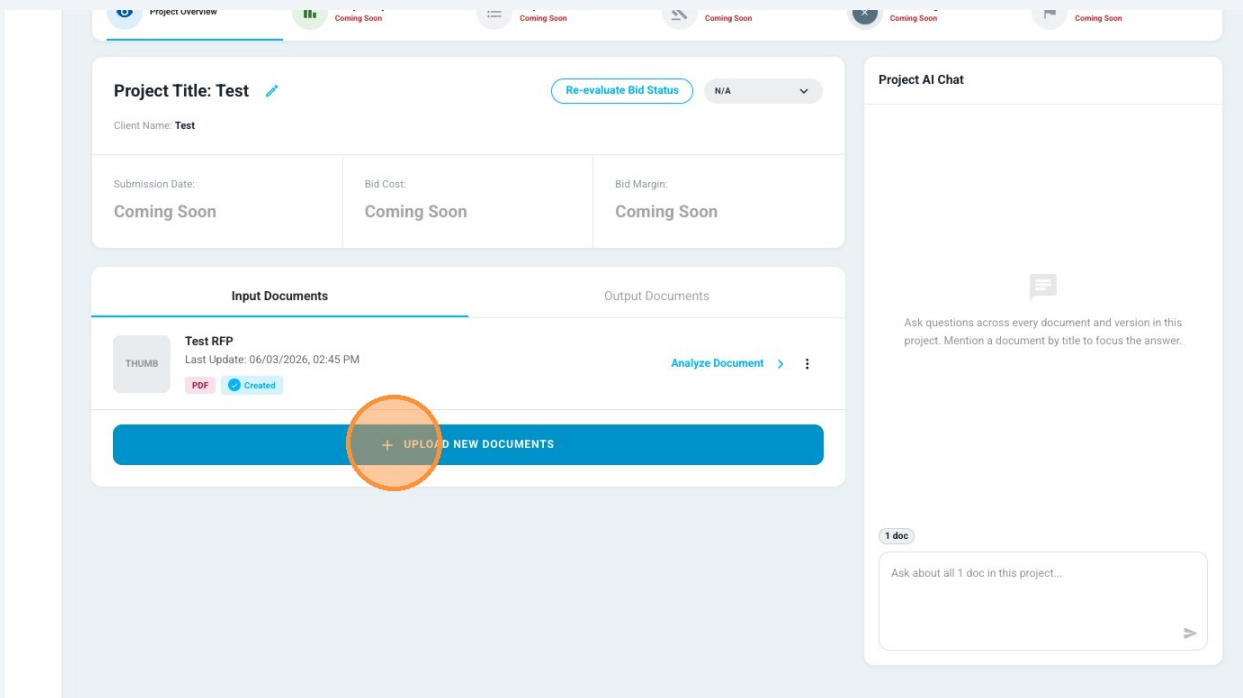 Project Overview
Coming Soon
Coming Soon
Coming Soon
Coming Soon
Coming Soon
Project Title: Test
Re-evaluate Bid Status
N/A
Client Name: Test
Submission Date:
Coming Soon
Bid Cost:
Coming Soon
Bid Margin:
Coming Soon
Input Documents
Output Documents
THUMB
Test RFP
Last Update: 06/03/2026, 02:45 PM
PDF
Created
Analyze Document
+ UPLOAD NEW DOCUMENTS
Project AI Chat
Ask questions across every document and version in this
project. Mention a document by title to focus the answer.
1 doc
Ask about all 1 doc in this project...